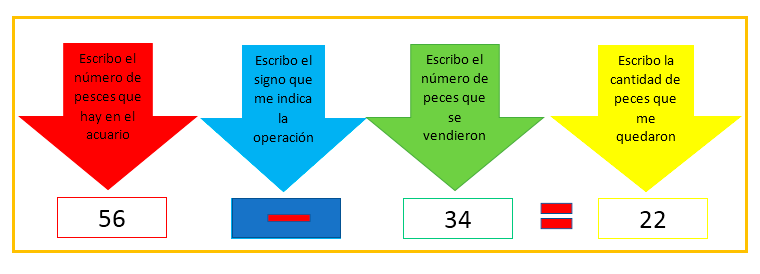 Escribo el
número de
pesces que
hay en el
acuario
Escribo el
signo que
me indica
la
operación
Escribo el
número de
peces que
se
vendieron
Escribo la
cantidad de
peces que
me
quedaron
56 − 34 = 22